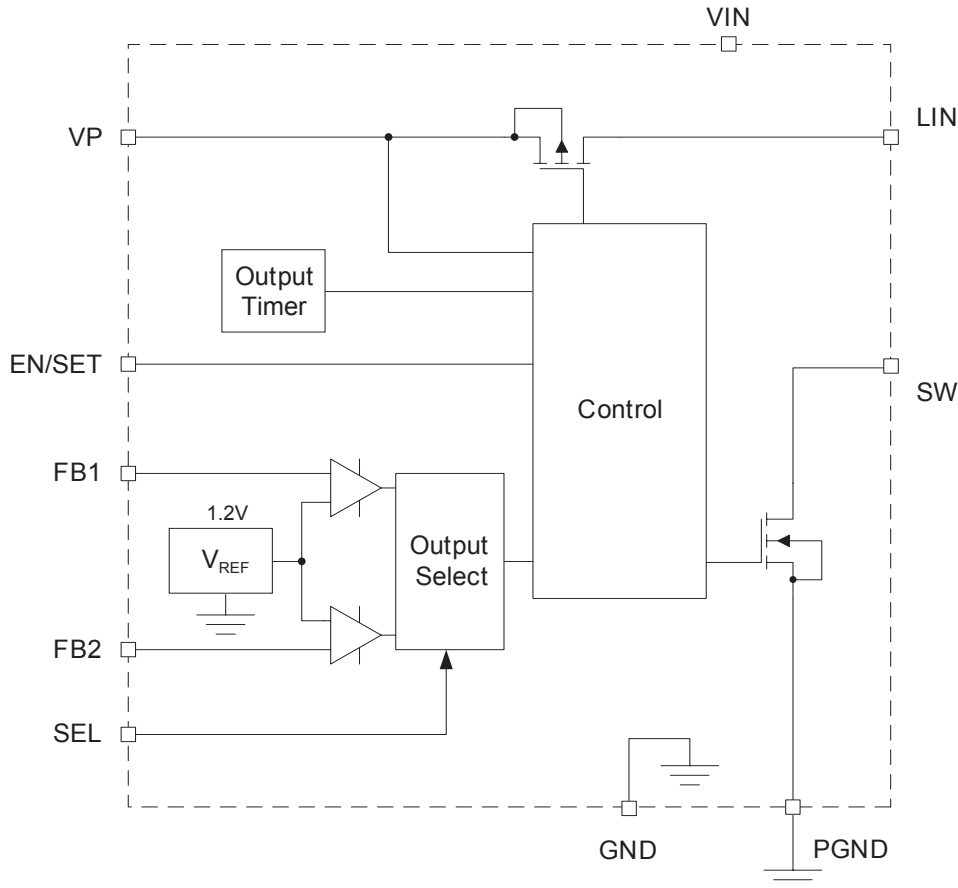 VIN
VP
LIN
Output
Timer
EN/SET
Control
SW
FB1
1.2V
VREF
Output
Select
FB2
SEL
GND
PGND